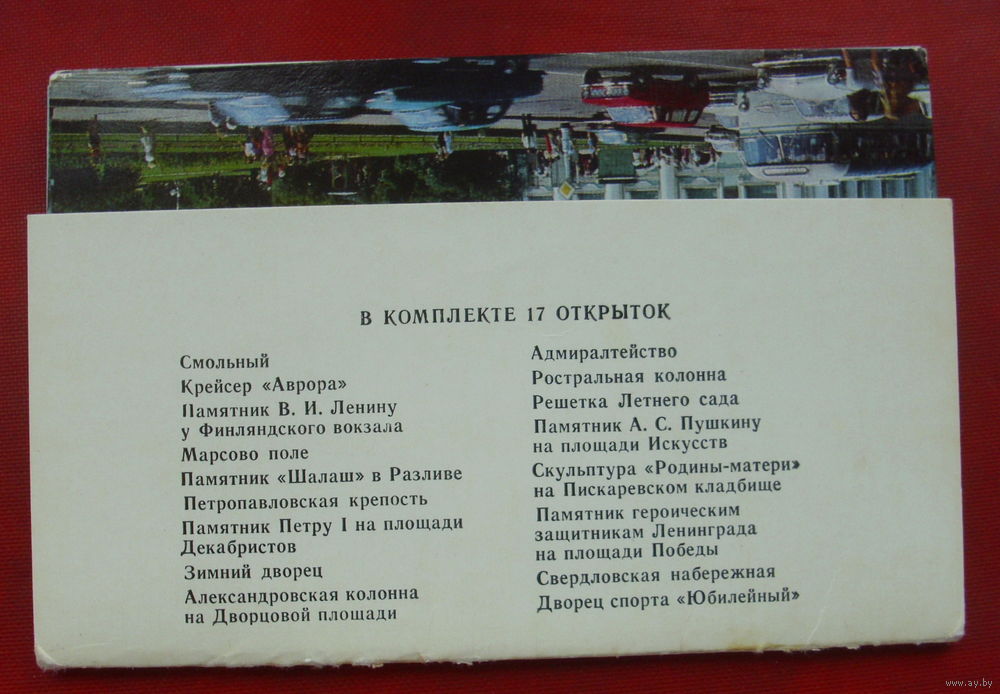 В КОМПЛЕКТЕ 17 ОТКРЫТОК
Смольный
Крейсер «Аврора»
Памятник В. И. Ленину
у Финляндского вокзала
Марсово поле
Памятник «Шалаш» в Разливе
Петропавловская крепость
Памятник Петру I на площади
Декабристов
Зимний дворец
Александровская колонна
на Дворцовой площади
Адмиралтейство
Ростральная колонна
Решетка Летнего сада
Памятник А. С. Пушкину
на площади Искусств
Скульптура «Родины-матери»
на Пискаревском кладбище
Памятник героическим
защитникам Ленинграда
на площади Победы
Свердловская набережная
Дворец спорта «Юбилейный»
www.ay.by